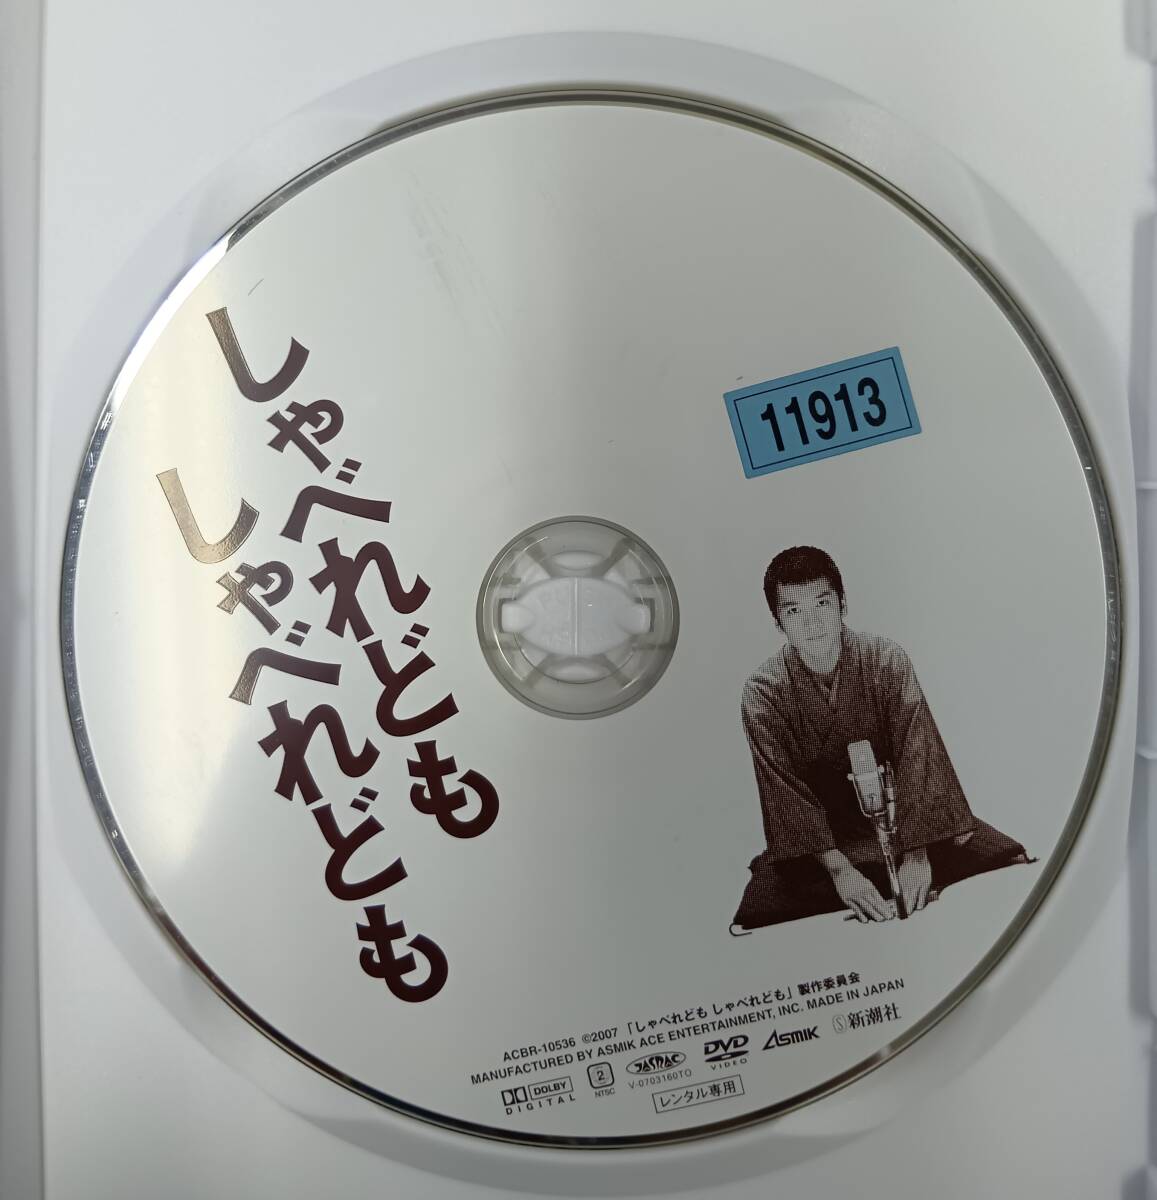 しゃべれども
しゃべれども
11913
ACBR-10536 ©2007 「しゃべれども しゃべれども」製作委員会
MANUFACTURED BY ASMIK ACE ENTERTAINMENT, INC. MADE IN JAPAN
DOLBY
DIGITAL
2
NTSC
JASRAC
V-0703160TO
DVD
VIDEO
ASMIK
Ⓢ新潮社
レンタル専用